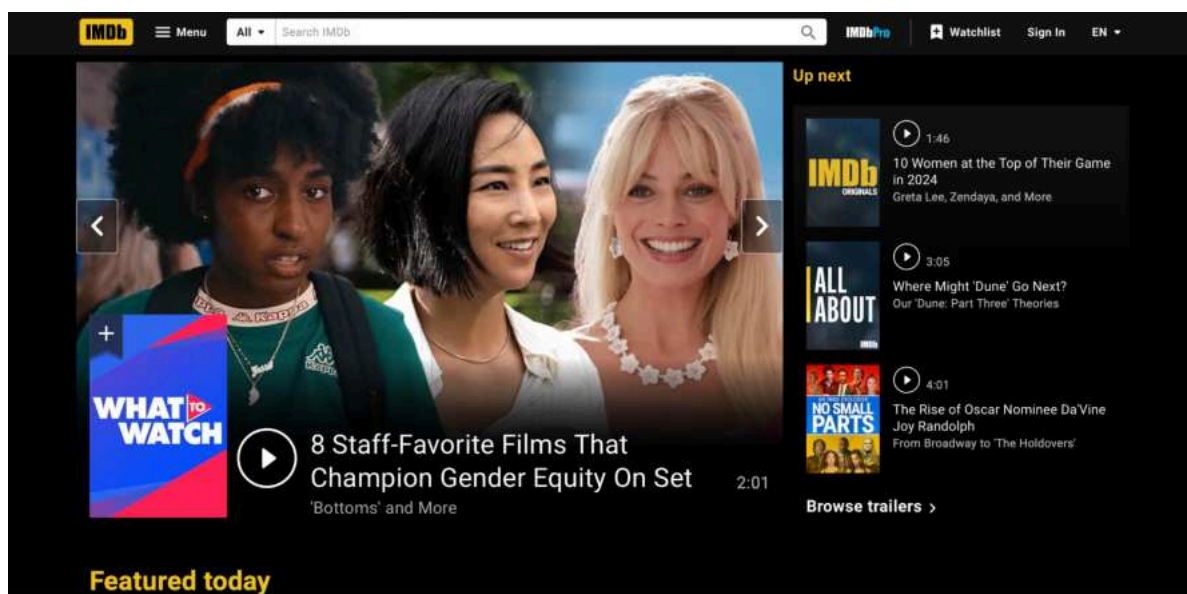 IMDb
Menu
All
Search IMDb
IMDbPro
Watchlist
Sign In
EN
Up next
IMDb
ORIGINALS
1:46
10 Women at the Top of Their Game
in 2024
Greta Lee, Zendaya, and More
ALL
ABOUT
IMDb
3:05
Where Might 'Dune' Go Next?
Our 'Dune: Part Three' Theories
NO SMALL
PARTS
4:01
The Rise of Oscar Nominee Da'Vine
Joy Randolph
From Broadway to 'The Holdovers'
Browse trailers
WHAT TO
WATCH
8 Staff-Favorite Films That
Champion Gender Equity On Set
2:01
'Bottoms' and More
Featured today